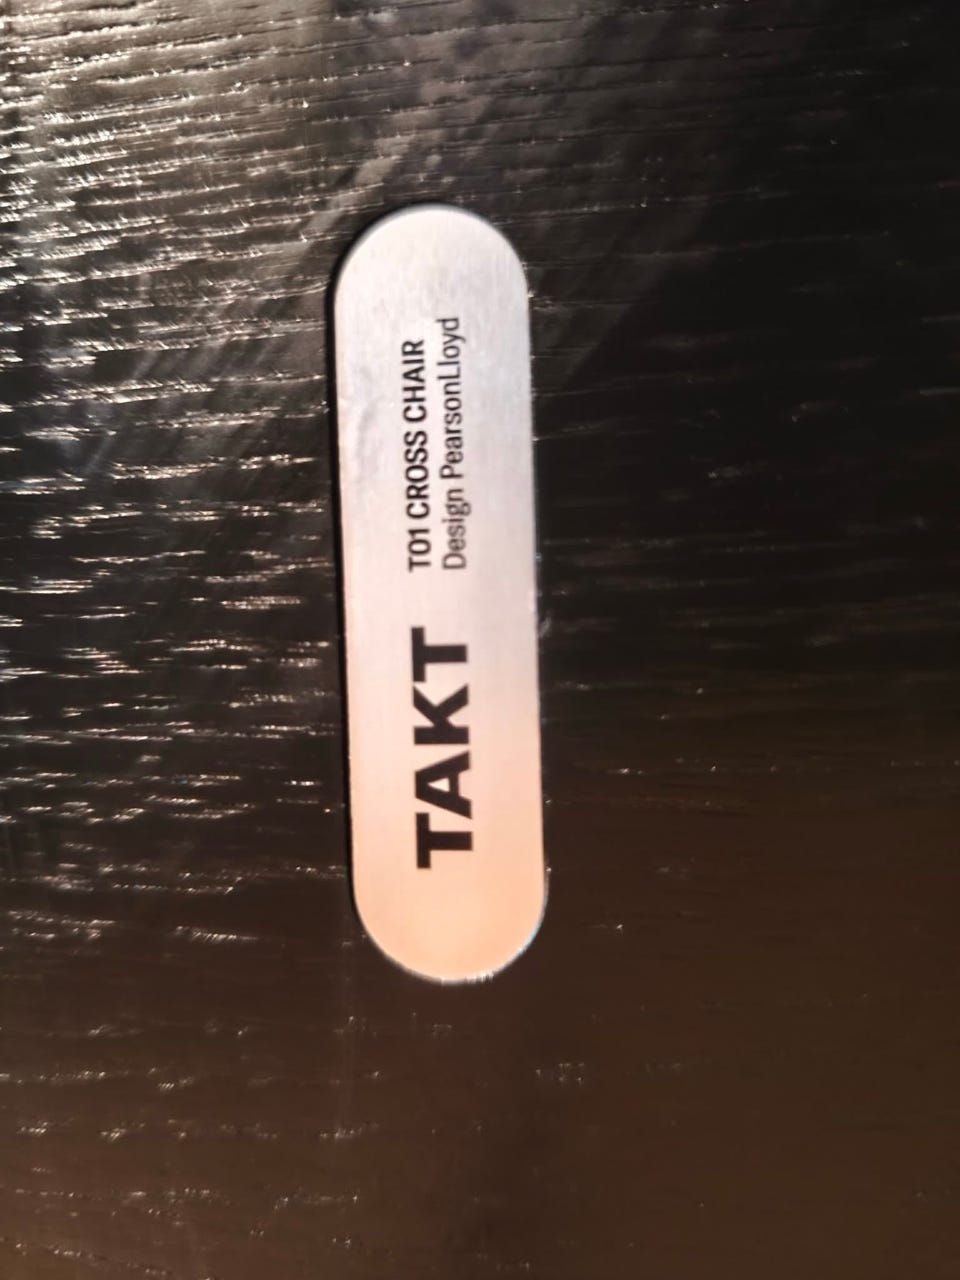 TAKT
T01 CROSS CHAIR
Design PearsonLloyd